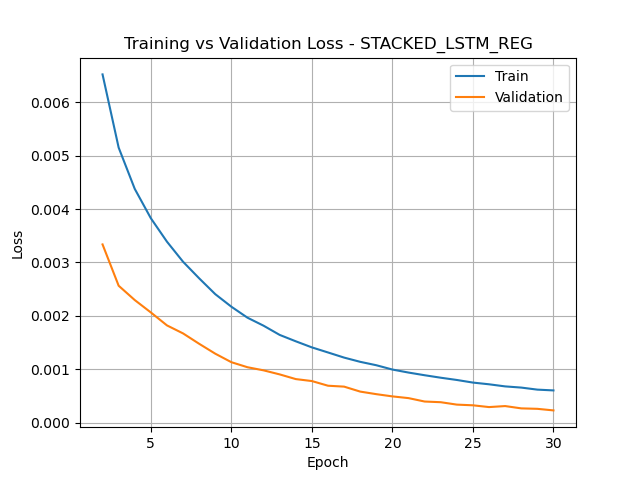 Training vs Validation Loss - STACKED_LSTM_REG
Train
Validation
Loss
0.006
0.005
0.004
0.003
0.002
0.001
0.000
5 10 15 20 25 30
Epoch